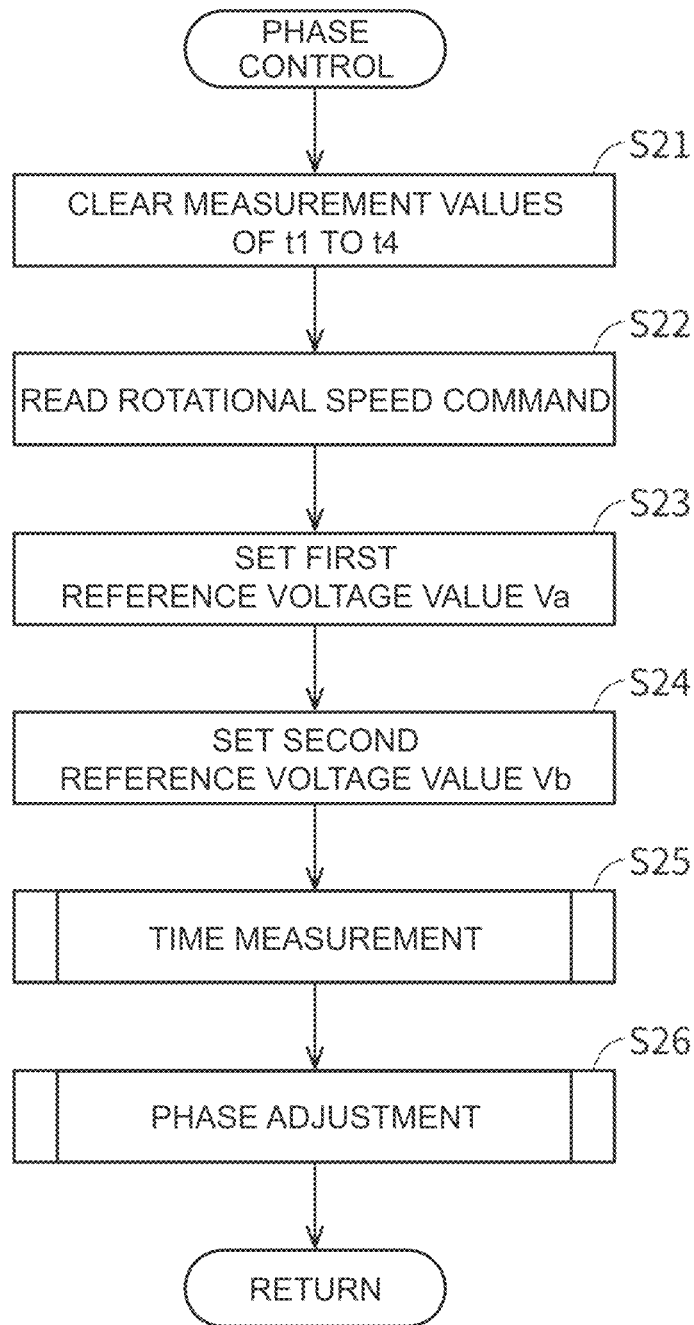 PHASE
CONTROL
S21
CLEAR MEASUREMENT VALUES
OF t1 TO t4
S22
READ ROTATIONAL SPEED COMMAND
S23
SET FIRST
REFERENCE VOLTAGE VALUE Va
S24
SET SECOND
REFERENCE VOLTAGE VALUE Vb
S25
TIME MEASUREMENT
S26
PHASE ADJUSTMENT
RETURN